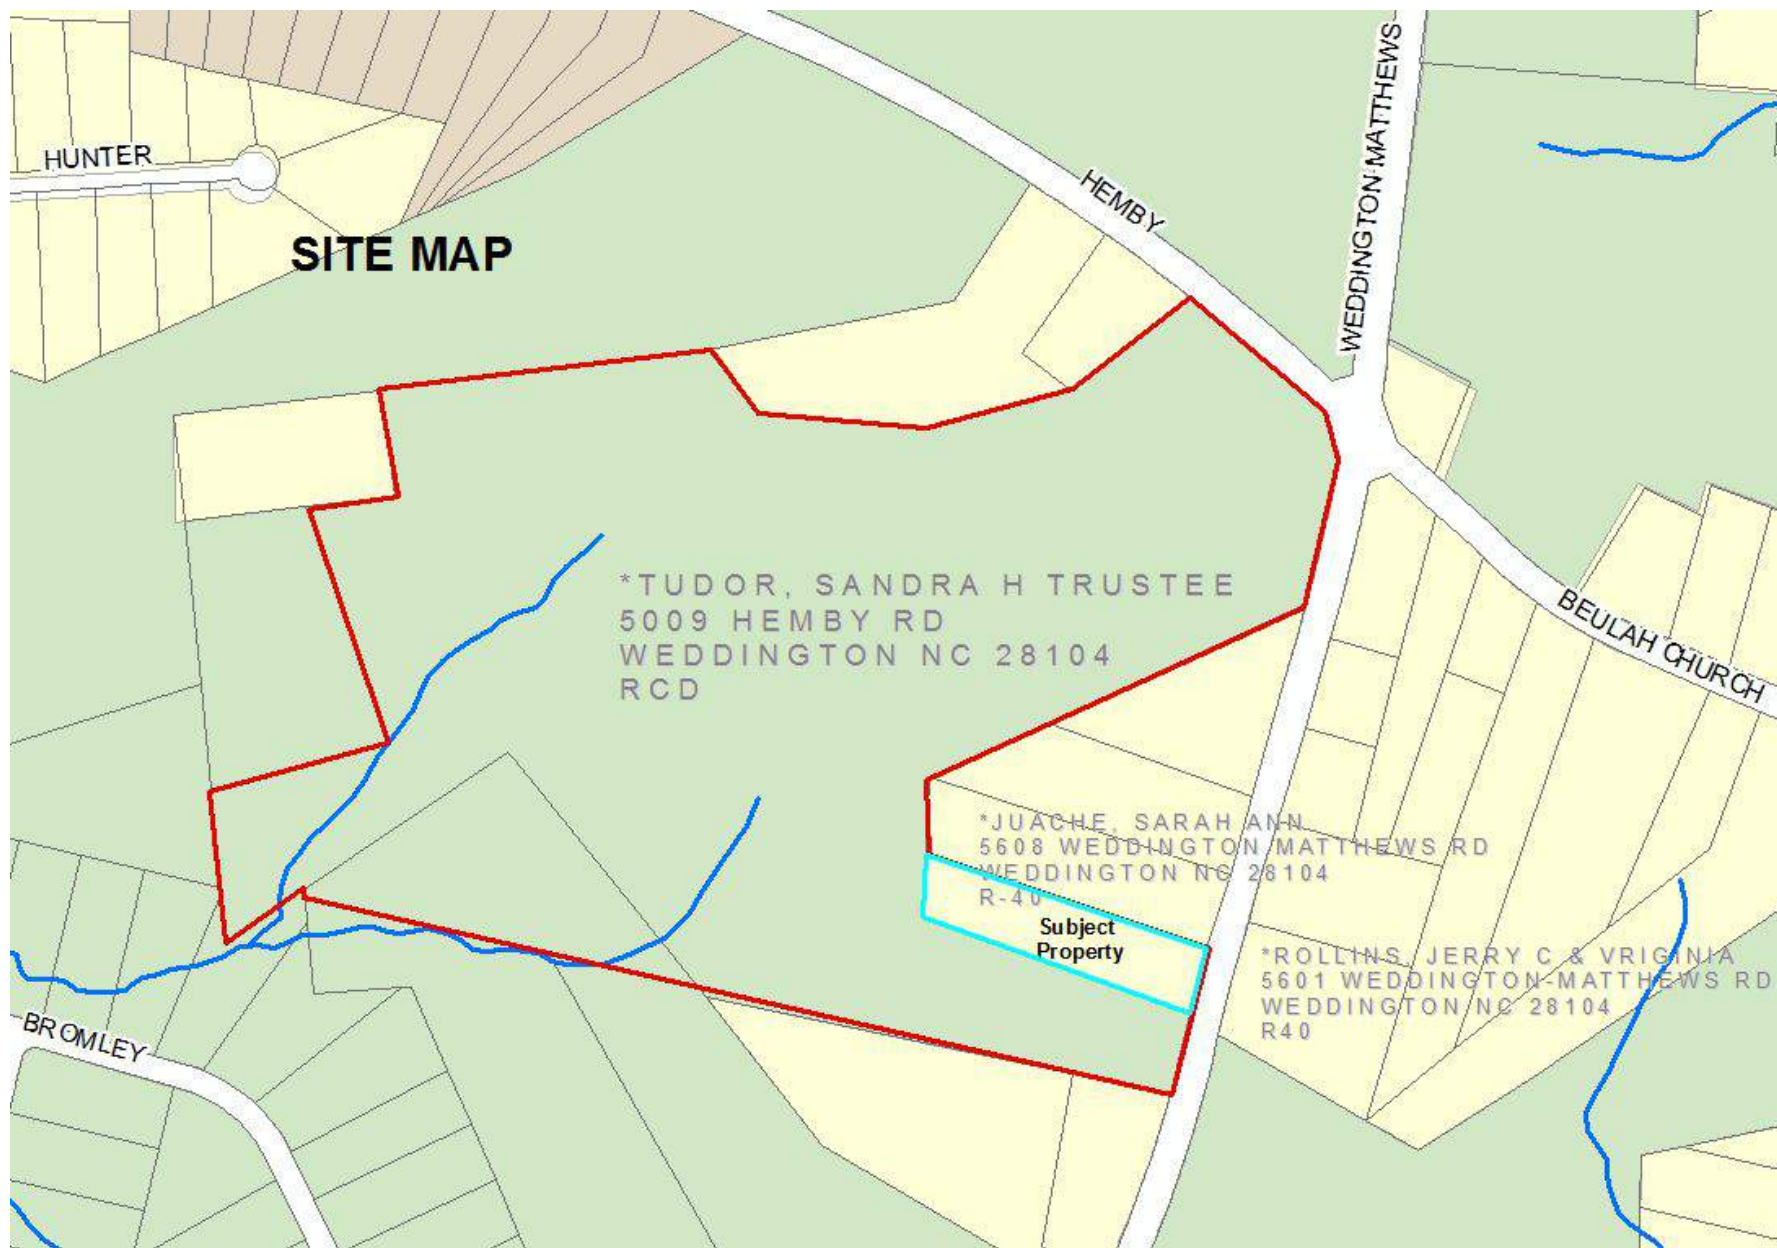 WEDDINGTON-MATTHEWS
HUNTER
HEMBY
SITE MAP
*TUDOR, SANDRA H TRUSTEE
5009 HEMBY RD
WEDDINGTON NC 28104
RCD
BEULAH CHURCH
*JUACHE, SARAH ANN
5608 WEDDINGTON MATTHEWS RD
WEDDINGTON NC 28104
R-40
Subject
Property
*ROLLINS, JERRY C & VRIGINIA
5601 WEDDINGTON-MATTHEWS RD
WEDDINGTON NC 28104
R40
BROMLEY